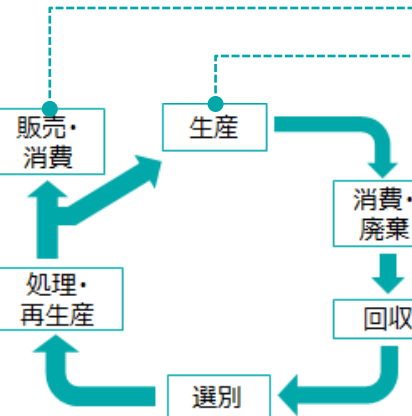 販売・
消費
生産
消費・
廃棄
処理・
再生産
回収
選別